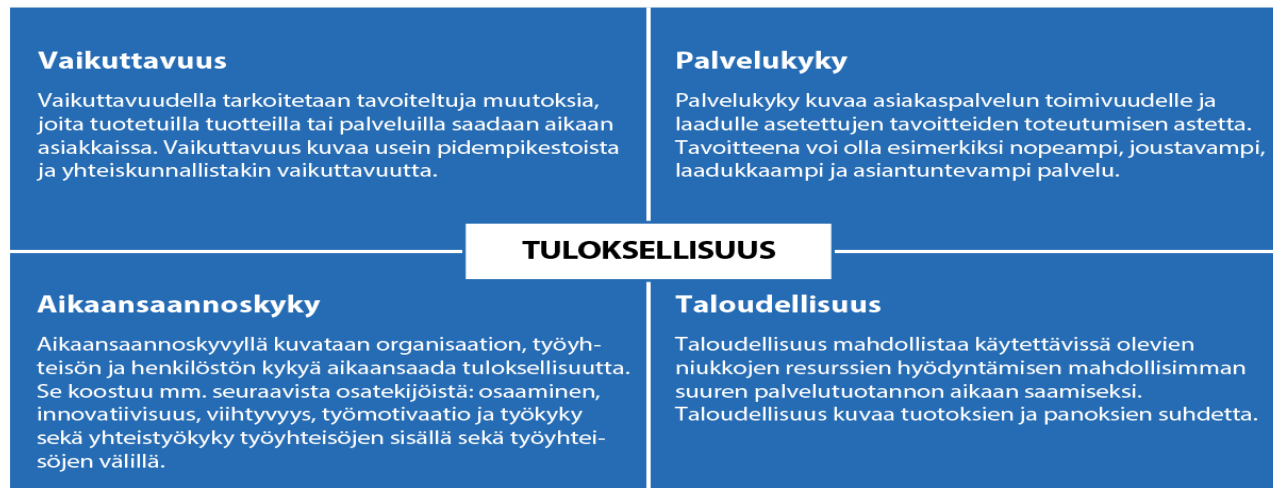 Vaikuttavuus
Vaikuttavuudella tarkoitetaan tavoiteltuja muutoksia,
joita tuotetuilla tuotteilla tai palveluilla saadaan aikaan
asiakkaissa. Vaikuttavuus kuvaa usein pidempikestoista
ja yhteiskunnallistakin vaikuttavuutta.
Palvelukyky
Palvelukyky kuvaa asiakaspalvelun toimivuudelle ja
laadulle asetettujen tavoitteiden toteutumisen astetta.
Tavoitteena voi olla esimerkiksi nopeampi, joustavampi,
laadukkaampi ja asiantuntevampi palvelu.
TULOKSELLISUUS
Aikaansaannoskyky
Aikaansaannoskyvyllä kuvataan organisaation, työyh-
teisön ja henkilöstön kykyä aikaansaada tuloksellisuutta.
Se koostuu mm. seuraavista osatekijöistä: osaaminen,
innovatiivisuus, viihtyvyys, työmotivaatio ja työkyky
sekä yhteistyökyky työyhteisöjen sisällä sekä työyhtei-
söjen välillä.
Taloudellisuus
Taloudellisuus mahdollistaa käytettävissä olevien
niukkojen resurssien hyödyntämisen mahdollisimman
suuren palvelutuotannon aikaan saamiseksi.
Taloudellisuus kuvaa tuotoksien ja panoksien suhdetta.